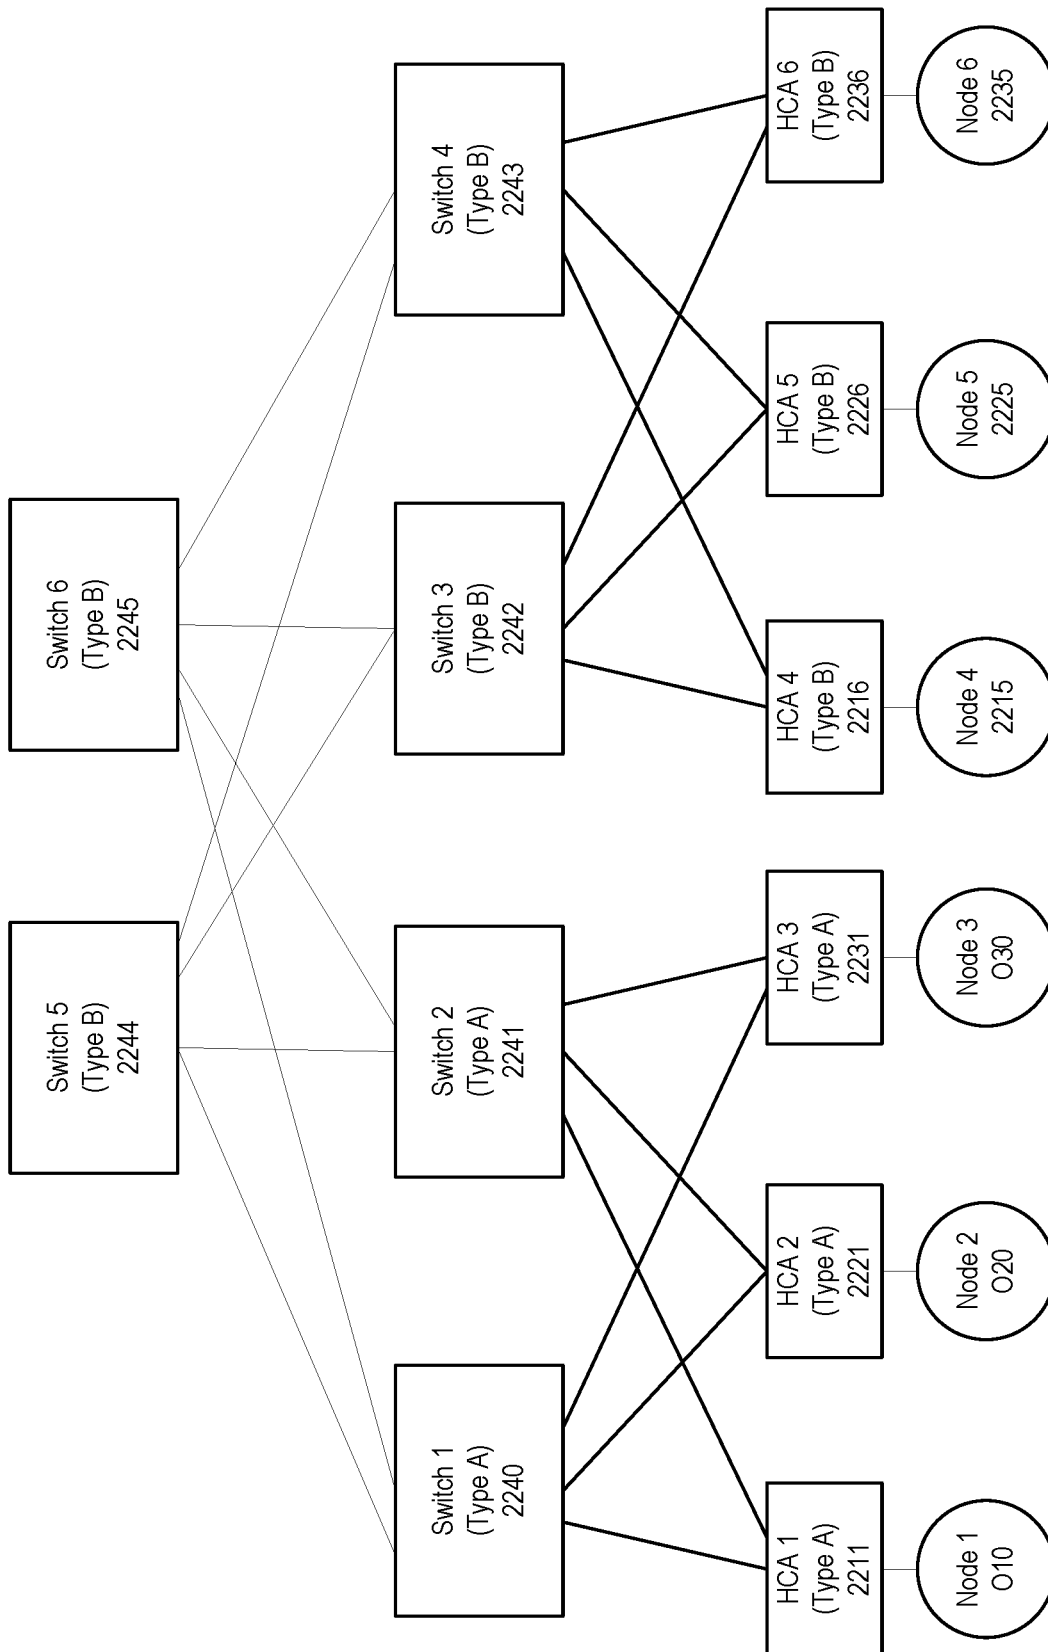 Switch 5
(Type B)
2244
Switch 6
(Type B)
2245
Switch 1
(Type A)
2240
Switch 2
(Type A)
2241
Switch 3
(Type B)
2242
Switch 4
(Type B)
2243
HCA 1
(Type A)
2211
HCA 2
(Type A)
2221
HCA 3
(Type A)
2231
HCA 4
(Type B)
2216
HCA 5
(Type B)
2226
HCA 6
(Type B)
2236
Node 1
O10
Node 2
O20
Node 3
O30
Node 4
2215
Node 5
2225
Node 6
2235